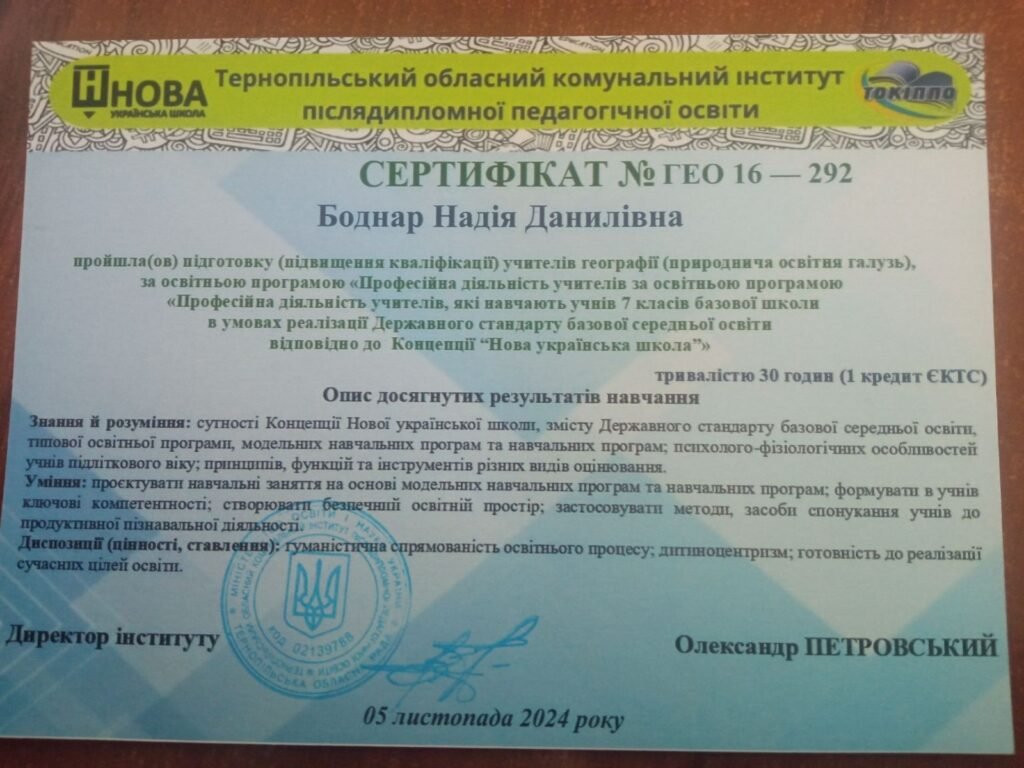 НОВА
УКРАЇНСЬКА ШКОЛА
Тернопільський обласний комунальний інститут
післядипломної педагогічної освіти
ТОКІППО
СЕРТИФІКАТ № ГЕО 16 — 292
Боднар Надія Данилівна
пройшла(ов) підготовку (підвищення кваліфікації) учителів географії (природнича освітня галузь),
за освітньою програмою «Професійна діяльність учителів за освітньою програмою
«Професійна діяльність учителів, які навчають учнів 7 класів базової школи
в умовах реалізації Державного стандарту базової середньої освіти
відповідно до Концепції “Нова українська школа”»
тривалістю 30 годин (1 кредит ЄКТС)
Опис досягнутих результатів навчання
Знання й розуміння: сутності Концепції Нової української школи, змісту Державного стандарту базової середньої освіти,
типової освітньої програми, модельних навчальних програм та навчальних програм; психолого-фізіологічних особливостей
учнів підліткового віку; принципів, функцій та інструментів різних видів оцінювання.
Уміння: проєктувати навчальні заняття на основі модельних навчальних програм та навчальних програм; формувати в учнів
ключові компетентності; створювати безпечний освітній простір; застосовувати методи, засоби спонукання учнів до
продуктивної пізнавальної діяльності.
Диспозиції (цінності, ставлення): гуманістична спрямованість освітнього процесу; дитиноцентризм; готовність до реалізації
сучасних цілей освіти.
КОД 02139788
Директор інституту
Олександр ПЕТРОВСЬКИЙ
05 листопада 2024 року